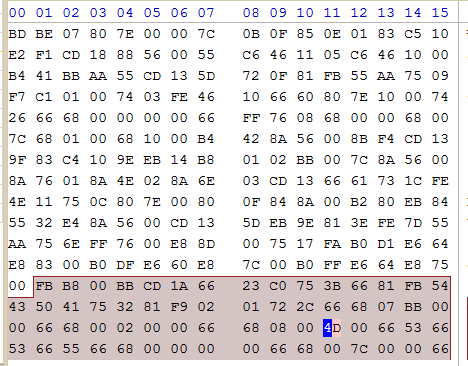 00 01 02 03 04 05 06 07 08 09 10 11 12 13 14 15
BD BE 07 80 7E 00 00 7C 0B 0F 85 0E 01 83 C5 10
E2 F1 CD 18 88 56 00 55 C6 46 11 05 C6 46 10 00
B4 41 BB AA 55 CD 13 5D 72 0F 81 FB 55 AA 75 09
F7 C1 01 00 74 03 FE 46 10 66 60 80 7E 10 00 74
26 66 68 00 00 00 00 66 FF 76 08 68 00 00 68 00
7C 68 01 00 68 10 00 B4 42 8A 56 00 8B F4 CD 13
9F 83 C4 10 9E EB 14 B8 01 02 BB 00 7C 8A 56 00
8A 76 01 8A 4E 02 8A 6E 03 CD 13 66 61 73 1C FE
4E 11 75 0C 80 7E 00 80 0F 84 8A 00 B2 80 EB 84
55 32 E4 8A 56 00 CD 13 5D EB 9E 81 3E FE 7D 55
AA 75 6E FF 76 00 E8 8D 00 75 17 FA B0 D1 E6 64
E8 83 00 B0 DF E6 60 E8 7C 00 B0 FF E6 64 E8 75
00 FB B8 00 BB CD 1A 66 23 C0 75 3B 66 81 FB 54
43 50 41 75 32 81 F9 02 01 72 2C 66 68 07 BB 00
00 66 68 00 02 00 00 66 68 08 00 4D 00 66 53 66
53 66 55 66 68 00 00 00 00 66 68 00 7C 00 00 66